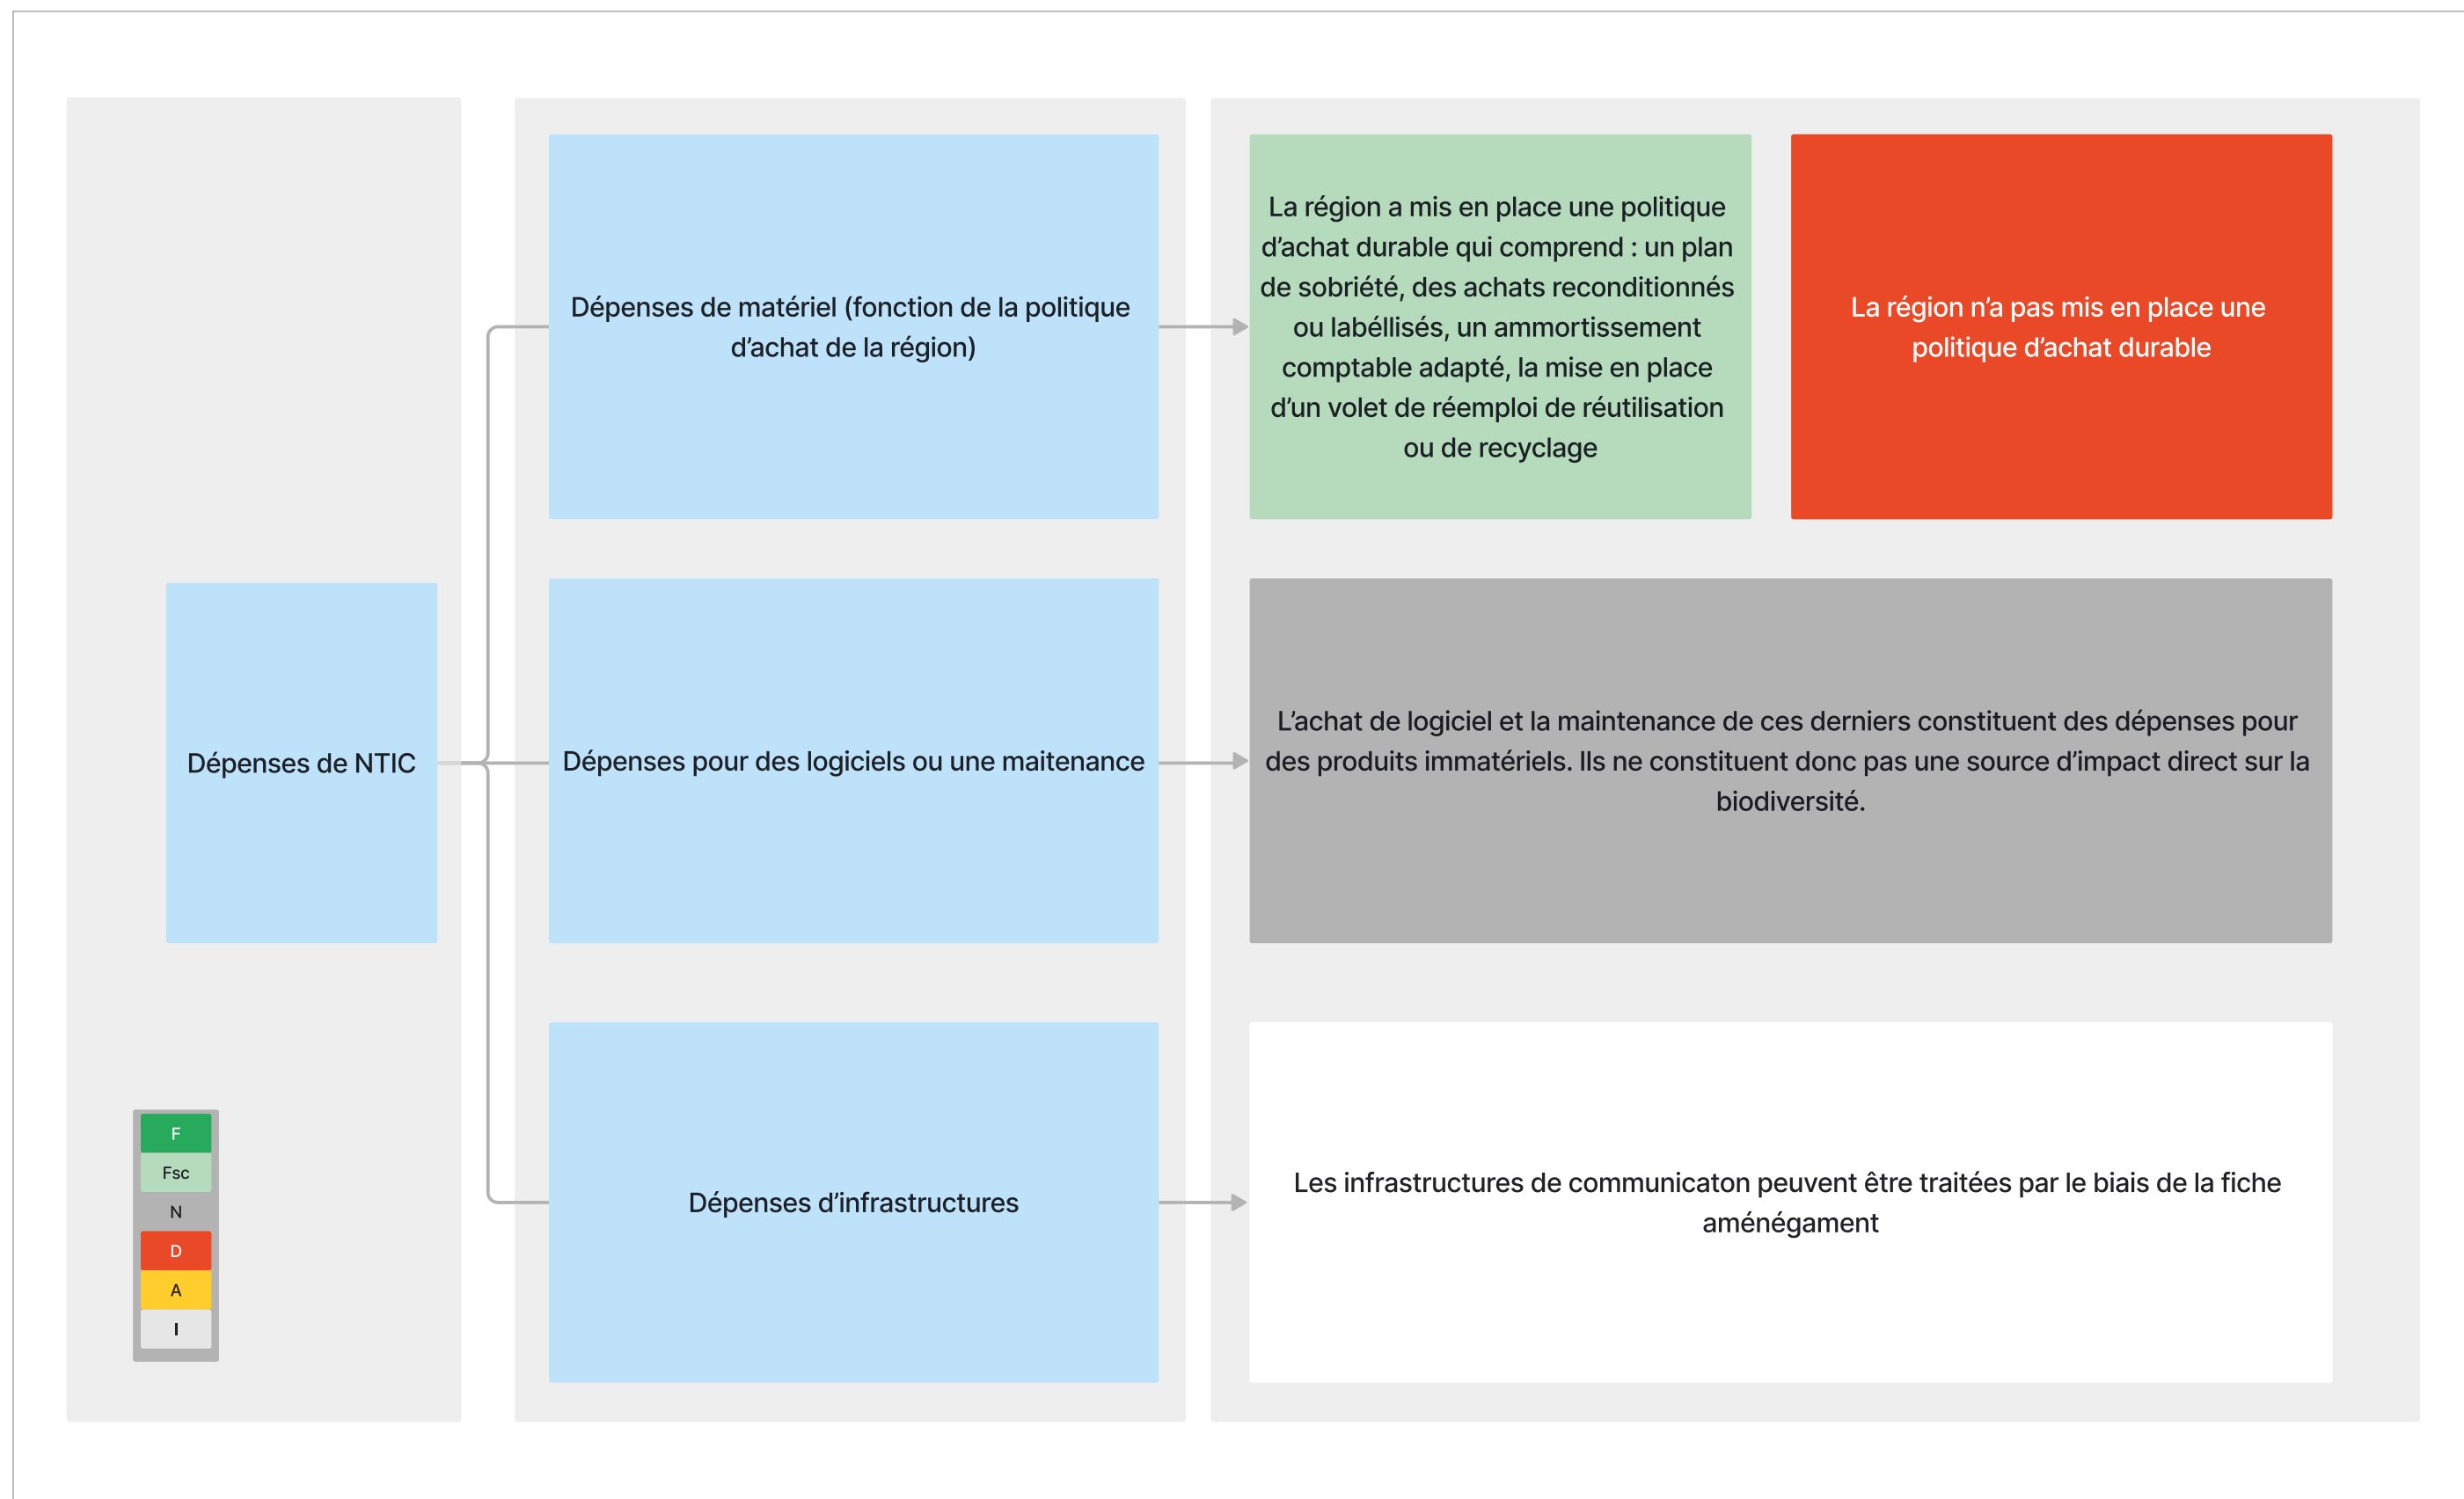 Dépenses de matériel (fonction de la politique
d’achat de la région)
La région a mis en place une politique
d’achat durable qui comprend : un plan
de sobriété, des achats reconditionnés
ou labéllisés, un ammortissement
comptable adapté, la mise en place
d’un volet de réemploi de réutilisation
ou de recyclage
La région n’a pas mis en place une
politique d’achat durable
Dépenses de NTIC
Dépenses pour des logiciels ou une maitenance
L’achat de logiciel et la maintenance de ces derniers constituent des dépenses pour
des produits immatériels. Ils ne constituent donc pas une source d’impact direct sur la
biodiversité.
Dépenses d’infrastructures
Les infrastructures de communicaton peuvent être traitées par le biais de la fiche
aménégament
F
Fsc
N
D
A
I